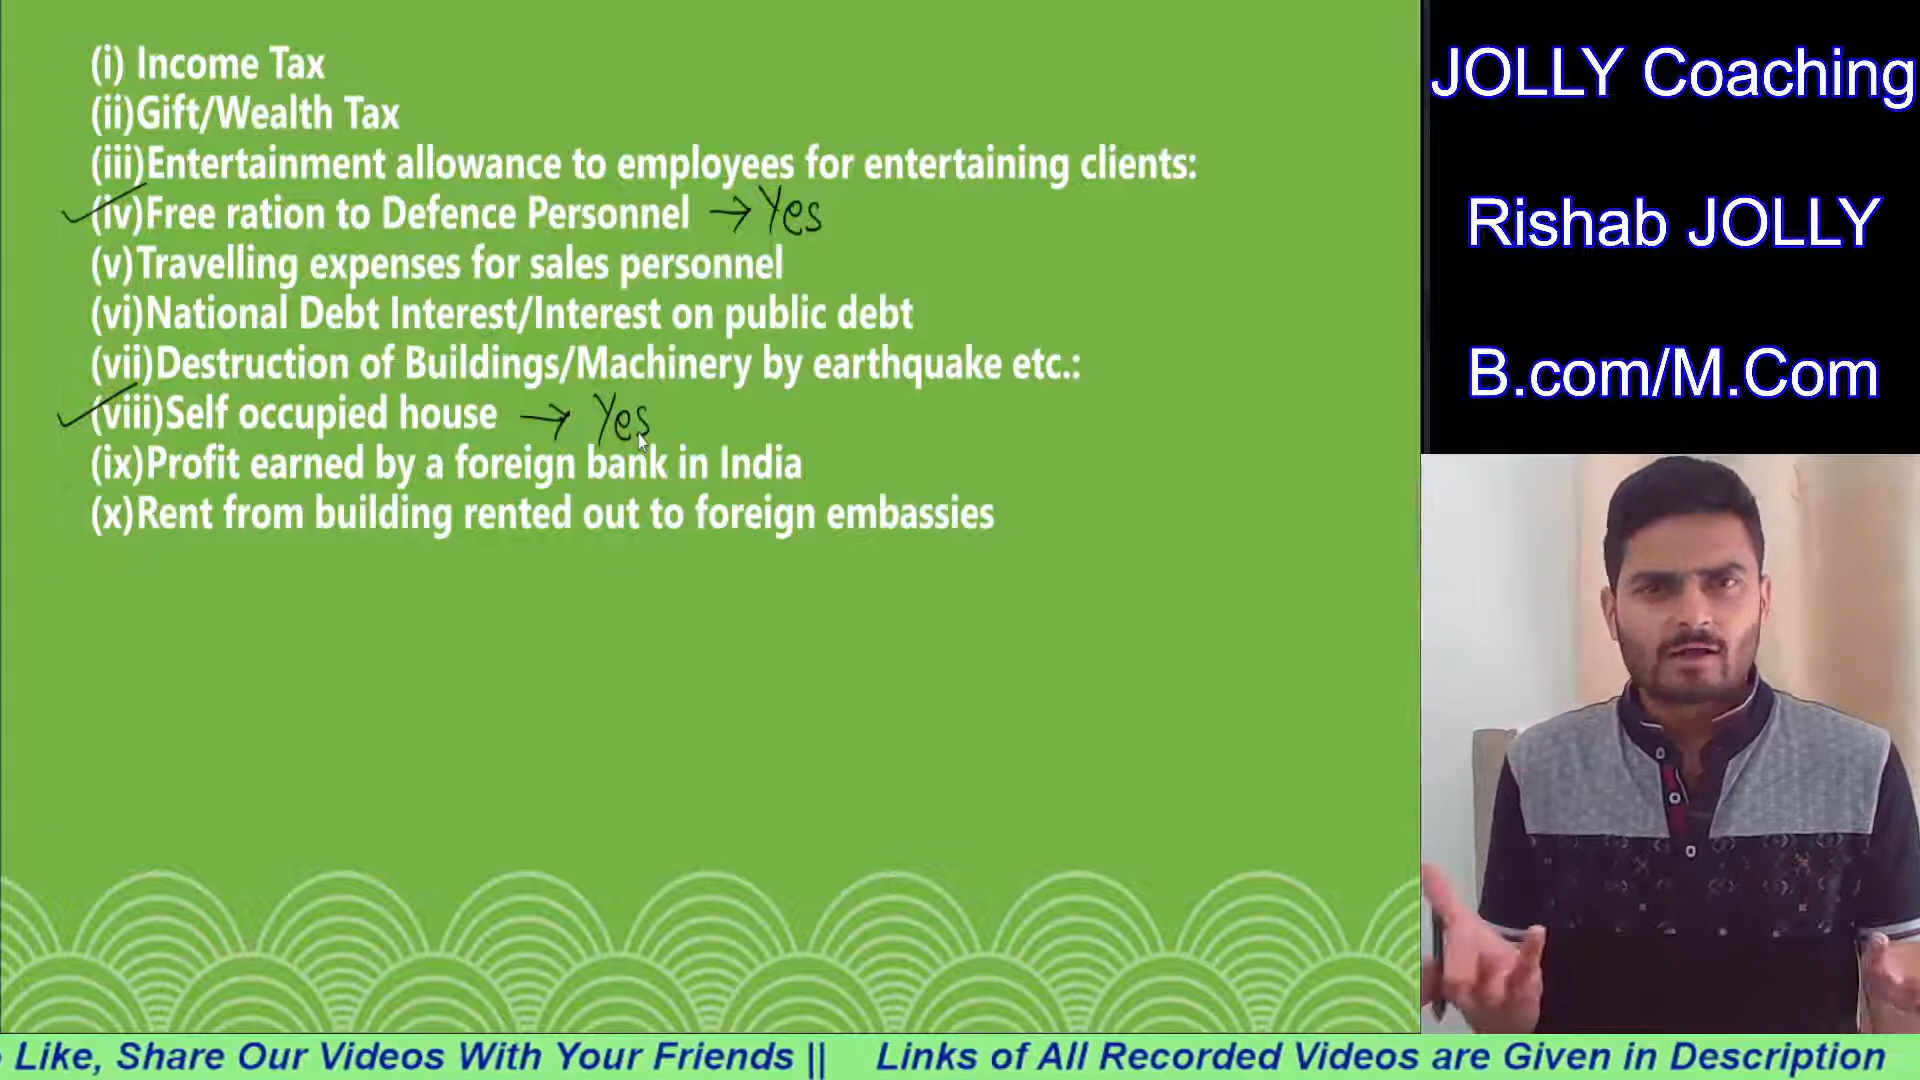 (i) Income Tax
(ii)Gift/Wealth Tax
(iii)Entertainment allowance to employees for entertaining clients:
(iv)Free ration to Defence Personnel → Yes
(v)Travelling expenses for sales personnel
(vi)National Debt Interest/Interest on public debt
(vii)Destruction of Buildings/Machinery by earthquake etc.:
(viii)Self occupied house → Yes
(ix)Profit earned by a foreign bank in India
(x)Rent from building rented out to foreign embassies
JOLLY Coaching
Rishab JOLLY
B.com/M.Com
Like, Share Our Videos With Your Friends || Links of All Recorded Videos are Given in Description